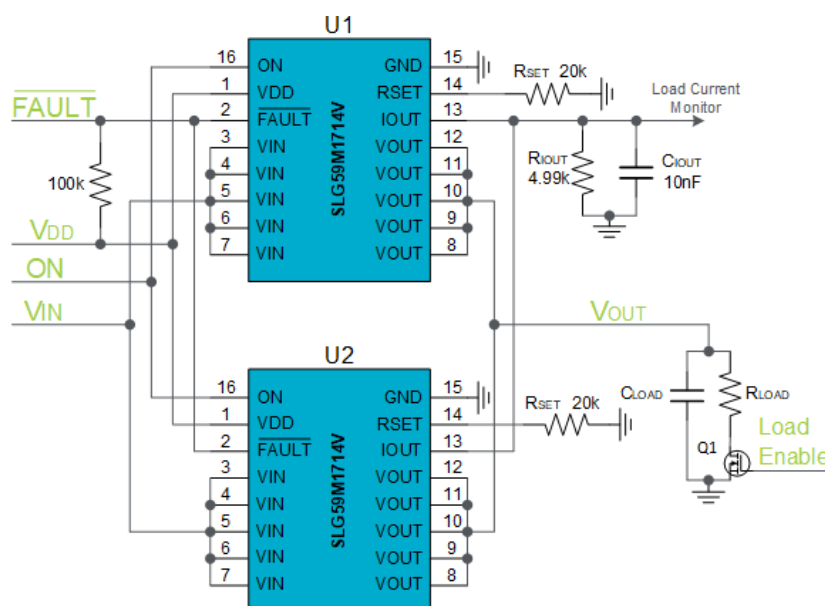 U1
16 ON GND 15
1 VDD RSET 14
2 FAULT IOUT 13
3 VIN VOUT 12
4 VIN VOUT 11
5 VIN VOUT 10
6 VIN VOUT 9
7 VIN VOUT 8
SLG59M1714V
RSET 20k
Load Current
Monitor
RIOUT
4.99k
CIOUT
10nF
FAULT
100k
VDD
ON
VIN
VOUT
U2
16 ON GND 15
1 VDD RSET 14
2 FAULT IOUT 13
3 VIN VOUT 12
4 VIN VOUT 11
5 VIN VOUT 10
6 VIN VOUT 9
7 VIN VOUT 8
SLG59M1714V
RSET 20k
CLOAD
RLOAD
Q1
Load
Enable